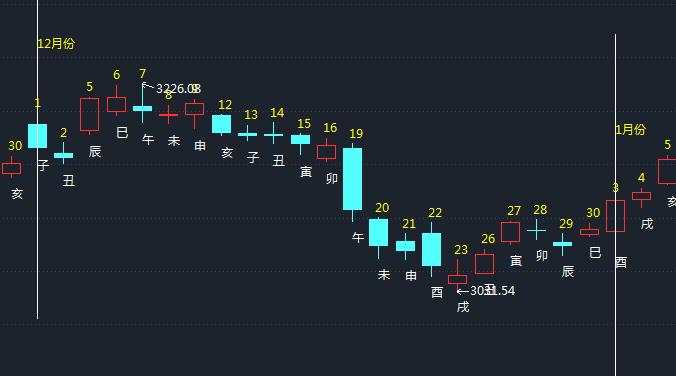 12月份
30
亥
1
子
2
丑
5
辰
6
巳
7
午
3226.08
8
未
9
申
12
亥
13
子
14
丑
15
寅
16
卯
19
午
20
未
21
申
22
酉
23
戌
3031.54
26
丑
27
寅
28
卯
29
辰
30
巳
1月份
3
酉
4
戌
5
亥